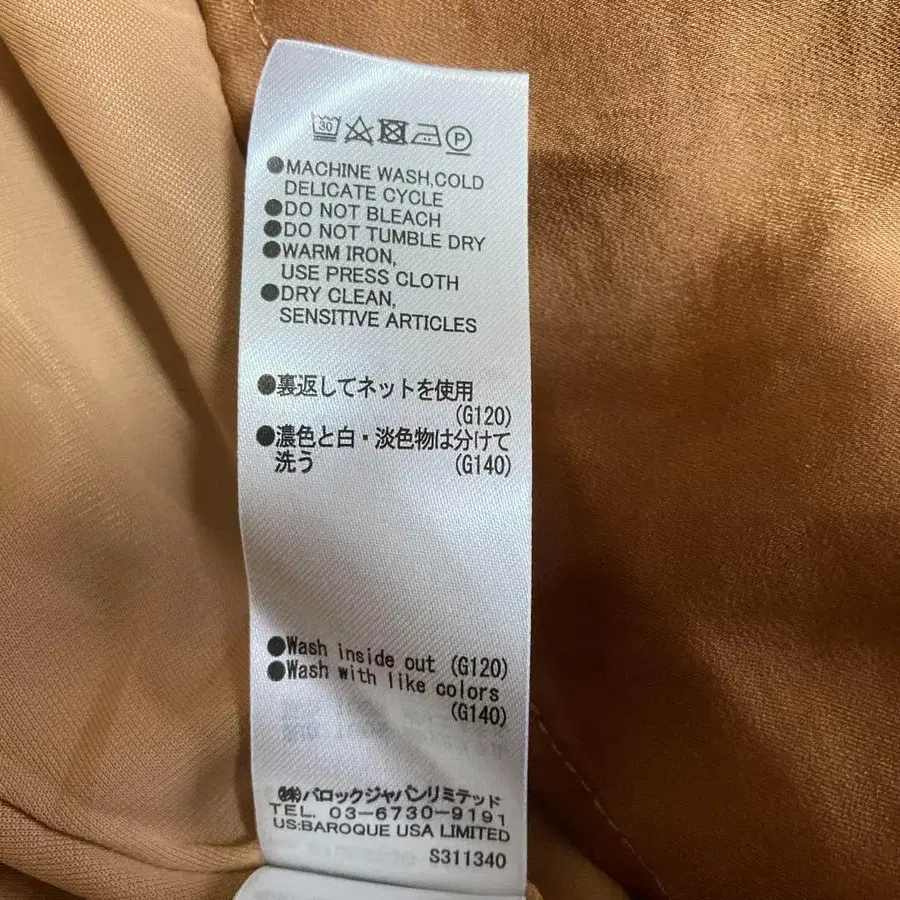 30 P
●MACHINE WASH,COLD
DELICATE CYCLE
●DO NOT BLEACH
●DO NOT TUMBLE DRY
●WARM IRON,
USE PRESS CLOTH
●DRY CLEAN,
SENSITIVE ARTICLES
●裏返してネットを使用
(G120)
●濃色と白・淡色物は分けて
洗う (G140)
●Wash inside out (G120)
●Wash with like colors
(G140)
㈱バロックジャパンリミテッド
TEL. 03-6730-9191
US:BAROQUE USA LIMITED
S311340